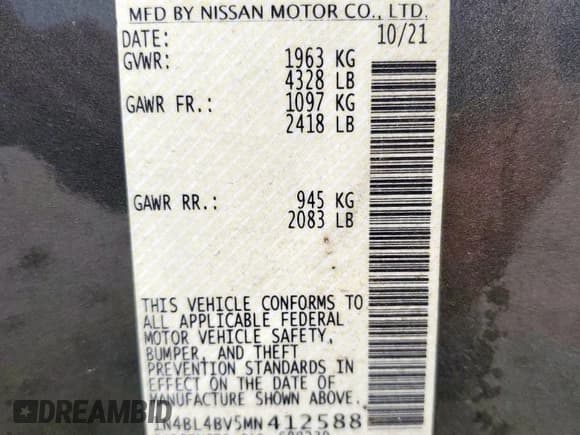 MFD BY NISSAN MOTOR CO., LTD.
DATE: 10/21
GVWR: 1963 KG
4328 LB
GAWR FR.: 1097 KG
2418 LB
GAWR RR.: 945 KG
2083 LB
THIS VEHICLE CONFORMS TO
ALL APPLICABLE FEDERAL
MOTOR VEHICLE SAFETY,
BUMPER, AND THEFT
PREVENTION STANDARDS IN
EFFECT ON THE DATE OF
MANUFACTURE SHOWN ABOVE.
1N4BL4BV5MN412588
DREAMBID